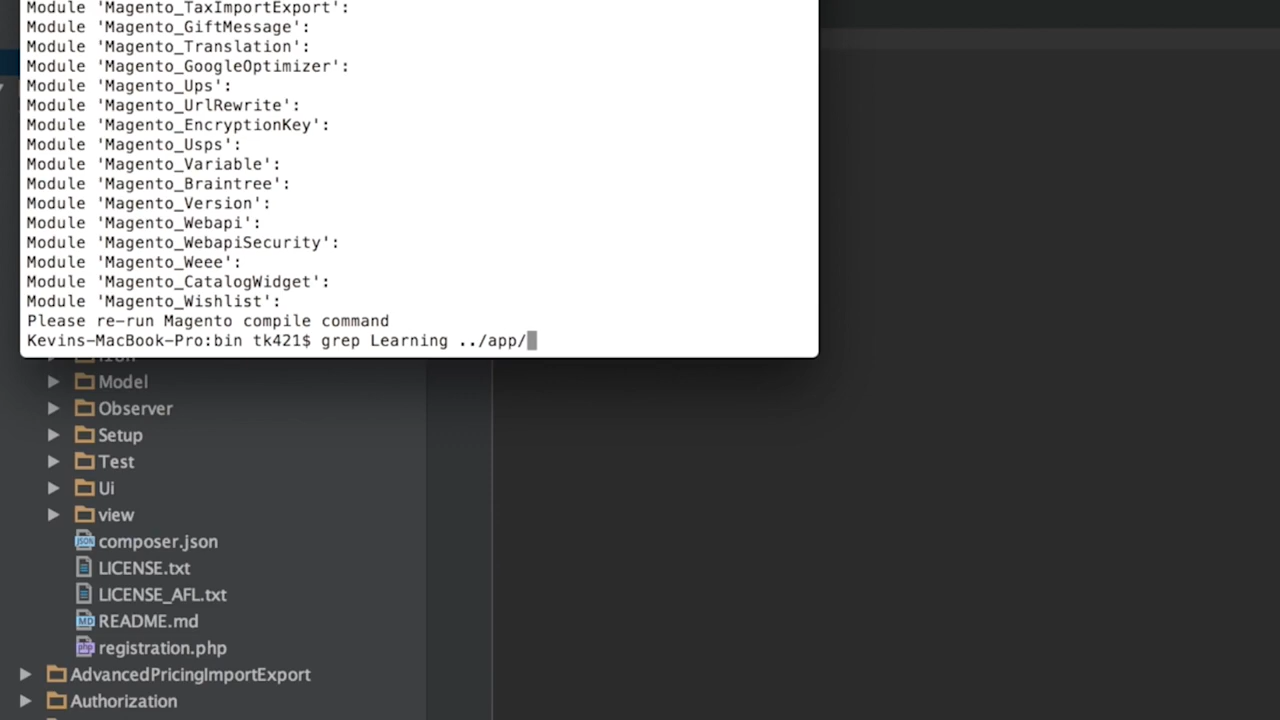 Module 'Magento_TaxImportExport':
Module 'Magento_GiftMessage':
Module 'Magento_Translation':
Module 'Magento_GoogleOptimizer':
Module 'Magento_Ups':
Module 'Magento_UrlRewrite':
Module 'Magento_EncryptionKey':
Module 'Magento_Usps':
Module 'Magento_Variable':
Module 'Magento_Braintree':
Module 'Magento_Version':
Module 'Magento_Webapi':
Module 'Magento_WebapiSecurity':
Module 'Magento_Weee':
Module 'Magento_CatalogWidget':
Module 'Magento_Wishlist':
Please re-run Magento compile command
Kevins-MacBook-Pro:bin tk421$ grep Learning ../app/
Model
Observer
Setup
Test
Ui
view
composer.json
LICENSE.txt
LICENSE_AFL.txt
README.md
registration.php
AdvancedPricingImportExport
Authorization